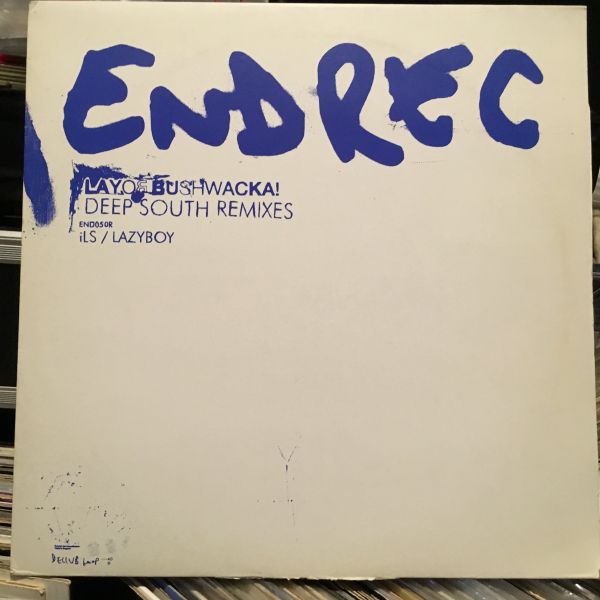 ENDREC
LAYO& BUSHWACKA!
DEEP SOUTH REMIXES
END050R
iLS / LAZYBOY